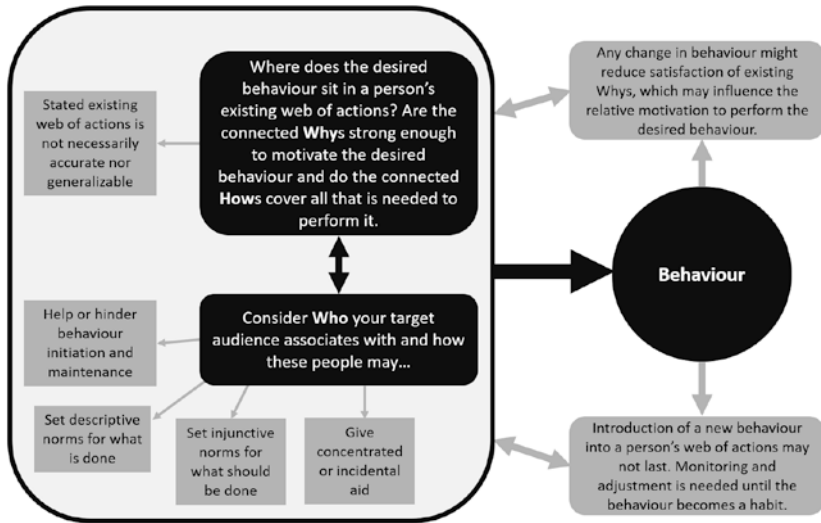 Where does the desired
behaviour sit in a person's
existing web of actions? Are the
connected Whys strong enough
to motivate the desired
behaviour and do the connected
Hows cover all that is needed to
perform it.
Stated existing
web of actions is
not necessarily
accurate nor
generalizable
Consider Who your target
audience associates with and how
these people may...
Help or hinder
behaviour
initiation and
maintenance
Set descriptive
norms for what
is done
Set injunctive
norms for
what should
be done
Give
concentrated
or incidental
aid
Any change in behaviour might
reduce satisfaction of existing
Whys, which may influence the
relative motivation to perform the
desired behaviour.
Behaviour
Introduction of a new behaviour
into a person's web of actions may
not last. Monitoring and
adjustment is needed until the
behaviour becomes a habit.